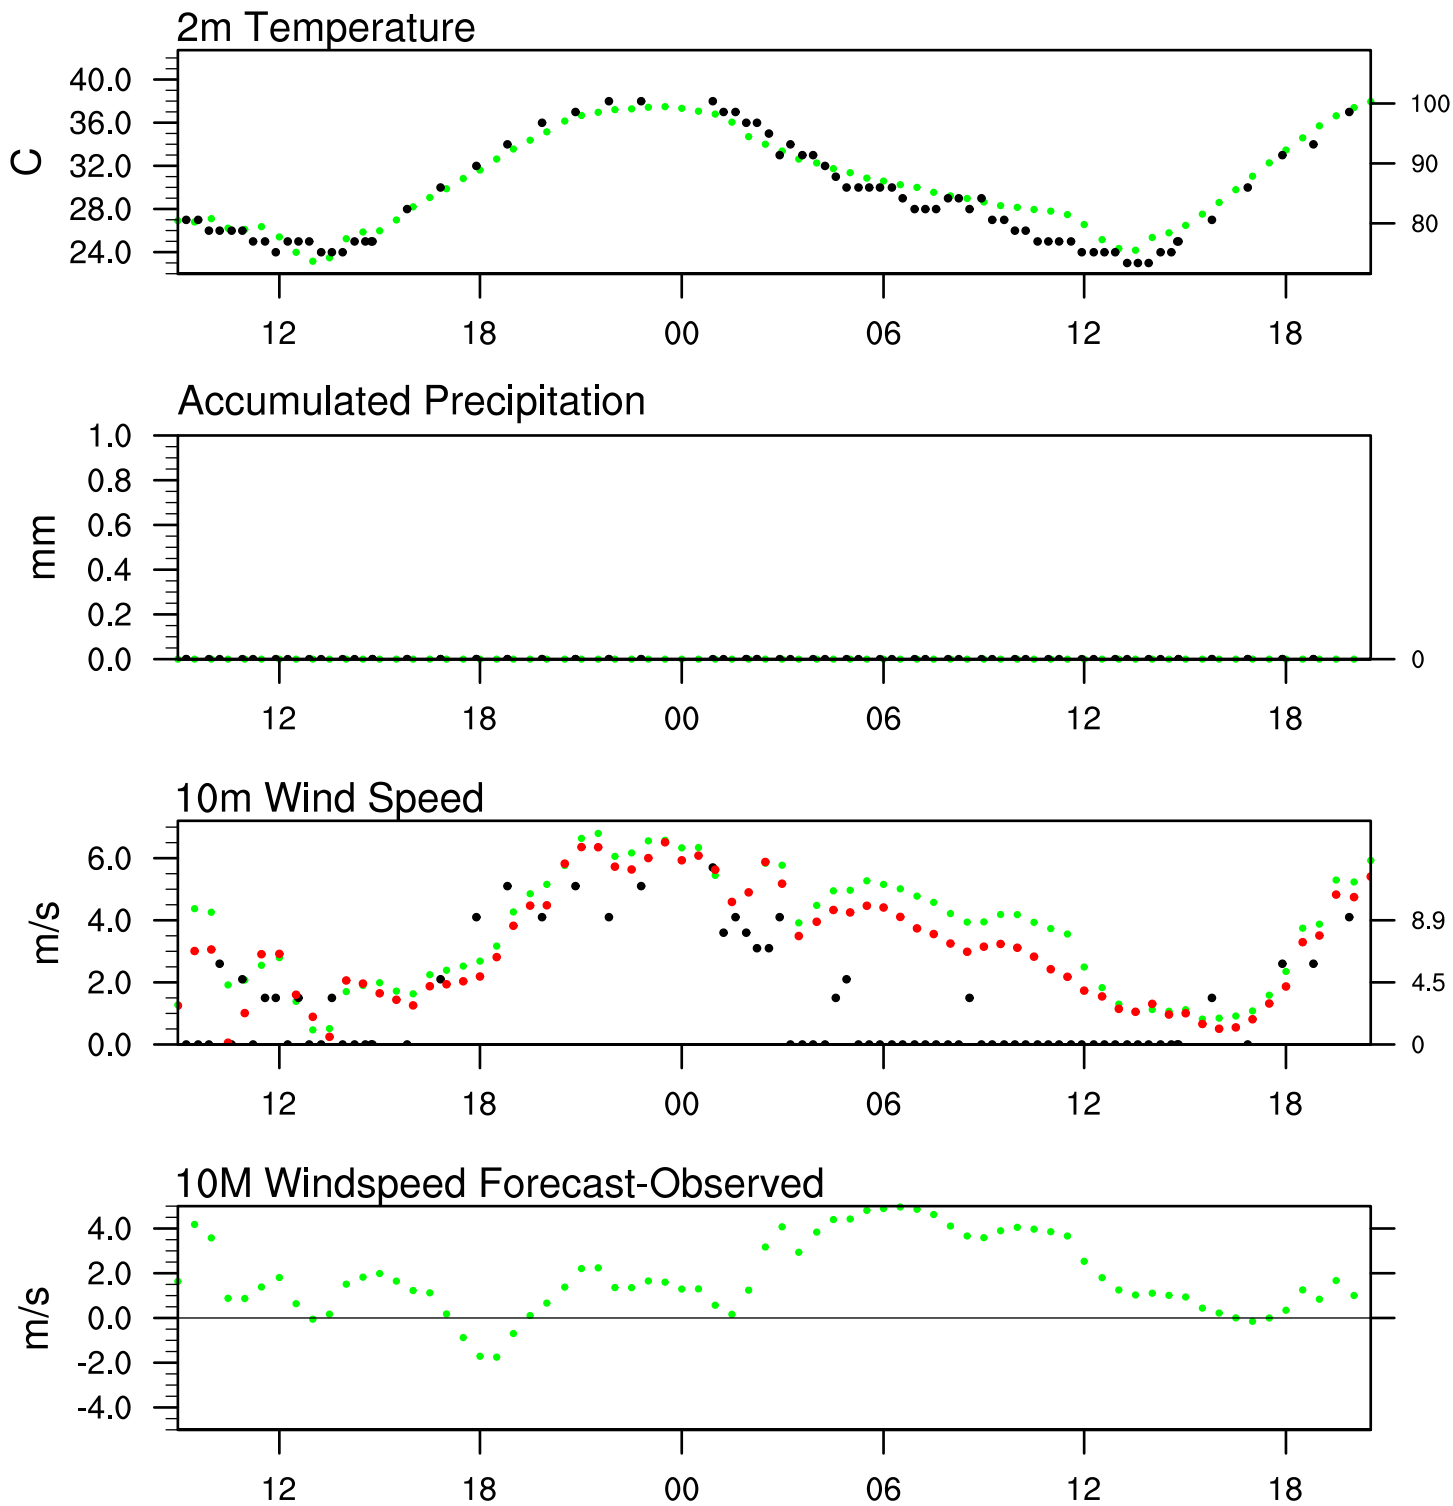 2m Temperature
40.0
36.0
32.0
28.0
24.0
C
100
90
80
12 18 00 06 12 18
Accumulated Precipitation
1.0
0.8
0.6
0.4
0.2
0.0
mm
0
12 18 00 06 12 18
10m Wind Speed
6.0
4.0
2.0
0.0
m/s
8.9
4.5
0
12 18 00 06 12 18
10M Windspeed Forecast-Observed
4.0
2.0
0.0
-2.0
-4.0
m/s
12 18 00 06 12 18